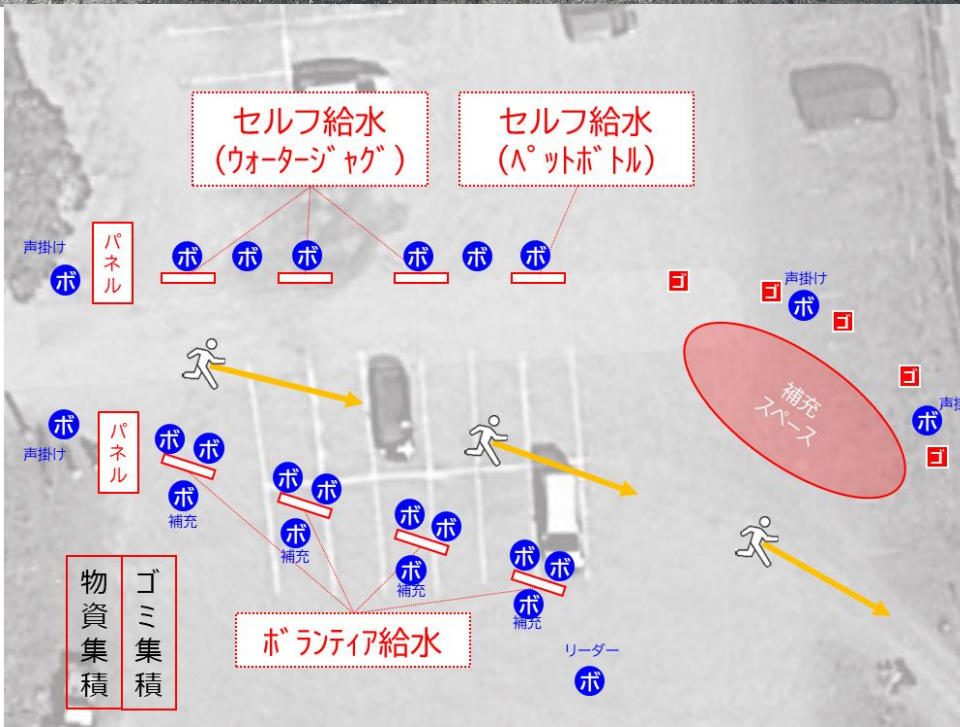 セルフ給水
(ウォータージャグ)
セルフ給水
(ペットボトル)
声掛け
ボ
パネル
ボ
ボ
ボ
ボ
ボ
ボ
ゴ
ゴ
声掛け
ボ
ゴ
ゴ
ボ
声掛
ゴ
補充
スペース
ボ
声掛け
パネル
ボ
ボ
ボ
補充
ボ
ボ
ボ
補充
ボ
ボ
ボ
補充
ボ
ボ
ボ
補充
ボランティア給水
物資集積
ゴミ集積
リーダー
ボ